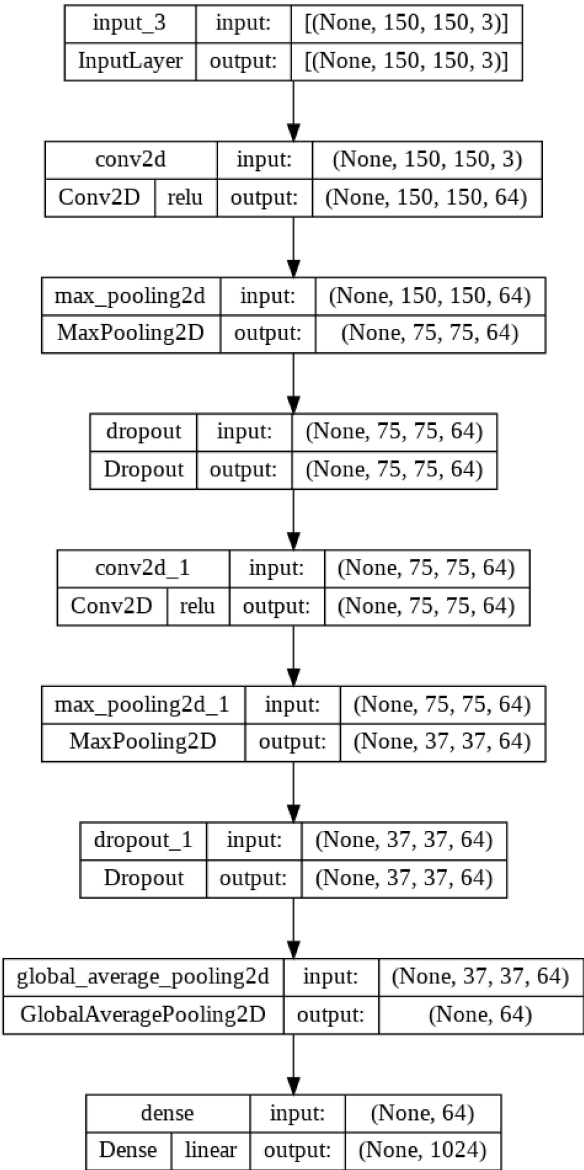 input_3 input: [(None, 150, 150, 3)]
InputLayer output: [(None, 150, 150, 3)]
conv2d input: (None, 150, 150, 3)
Conv2D relu output: (None, 150, 150, 64)
max_pooling2d input: (None, 150, 150, 64)
MaxPooling2D output: (None, 75, 75, 64)
dropout input: (None, 75, 75, 64)
Dropout output: (None, 75, 75, 64)
conv2d_1 input: (None, 75, 75, 64)
Conv2D relu output: (None, 75, 75, 64)
max_pooling2d_1 input: (None, 75, 75, 64)
MaxPooling2D output: (None, 37, 37, 64)
dropout_1 input: (None, 37, 37, 64)
Dropout output: (None, 37, 37, 64)
global_average_pooling2d input: (None, 37, 37, 64)
GlobalAveragePooling2D output: (None, 64)
dense input: (None, 64)
Dense linear output: (None, 1024)